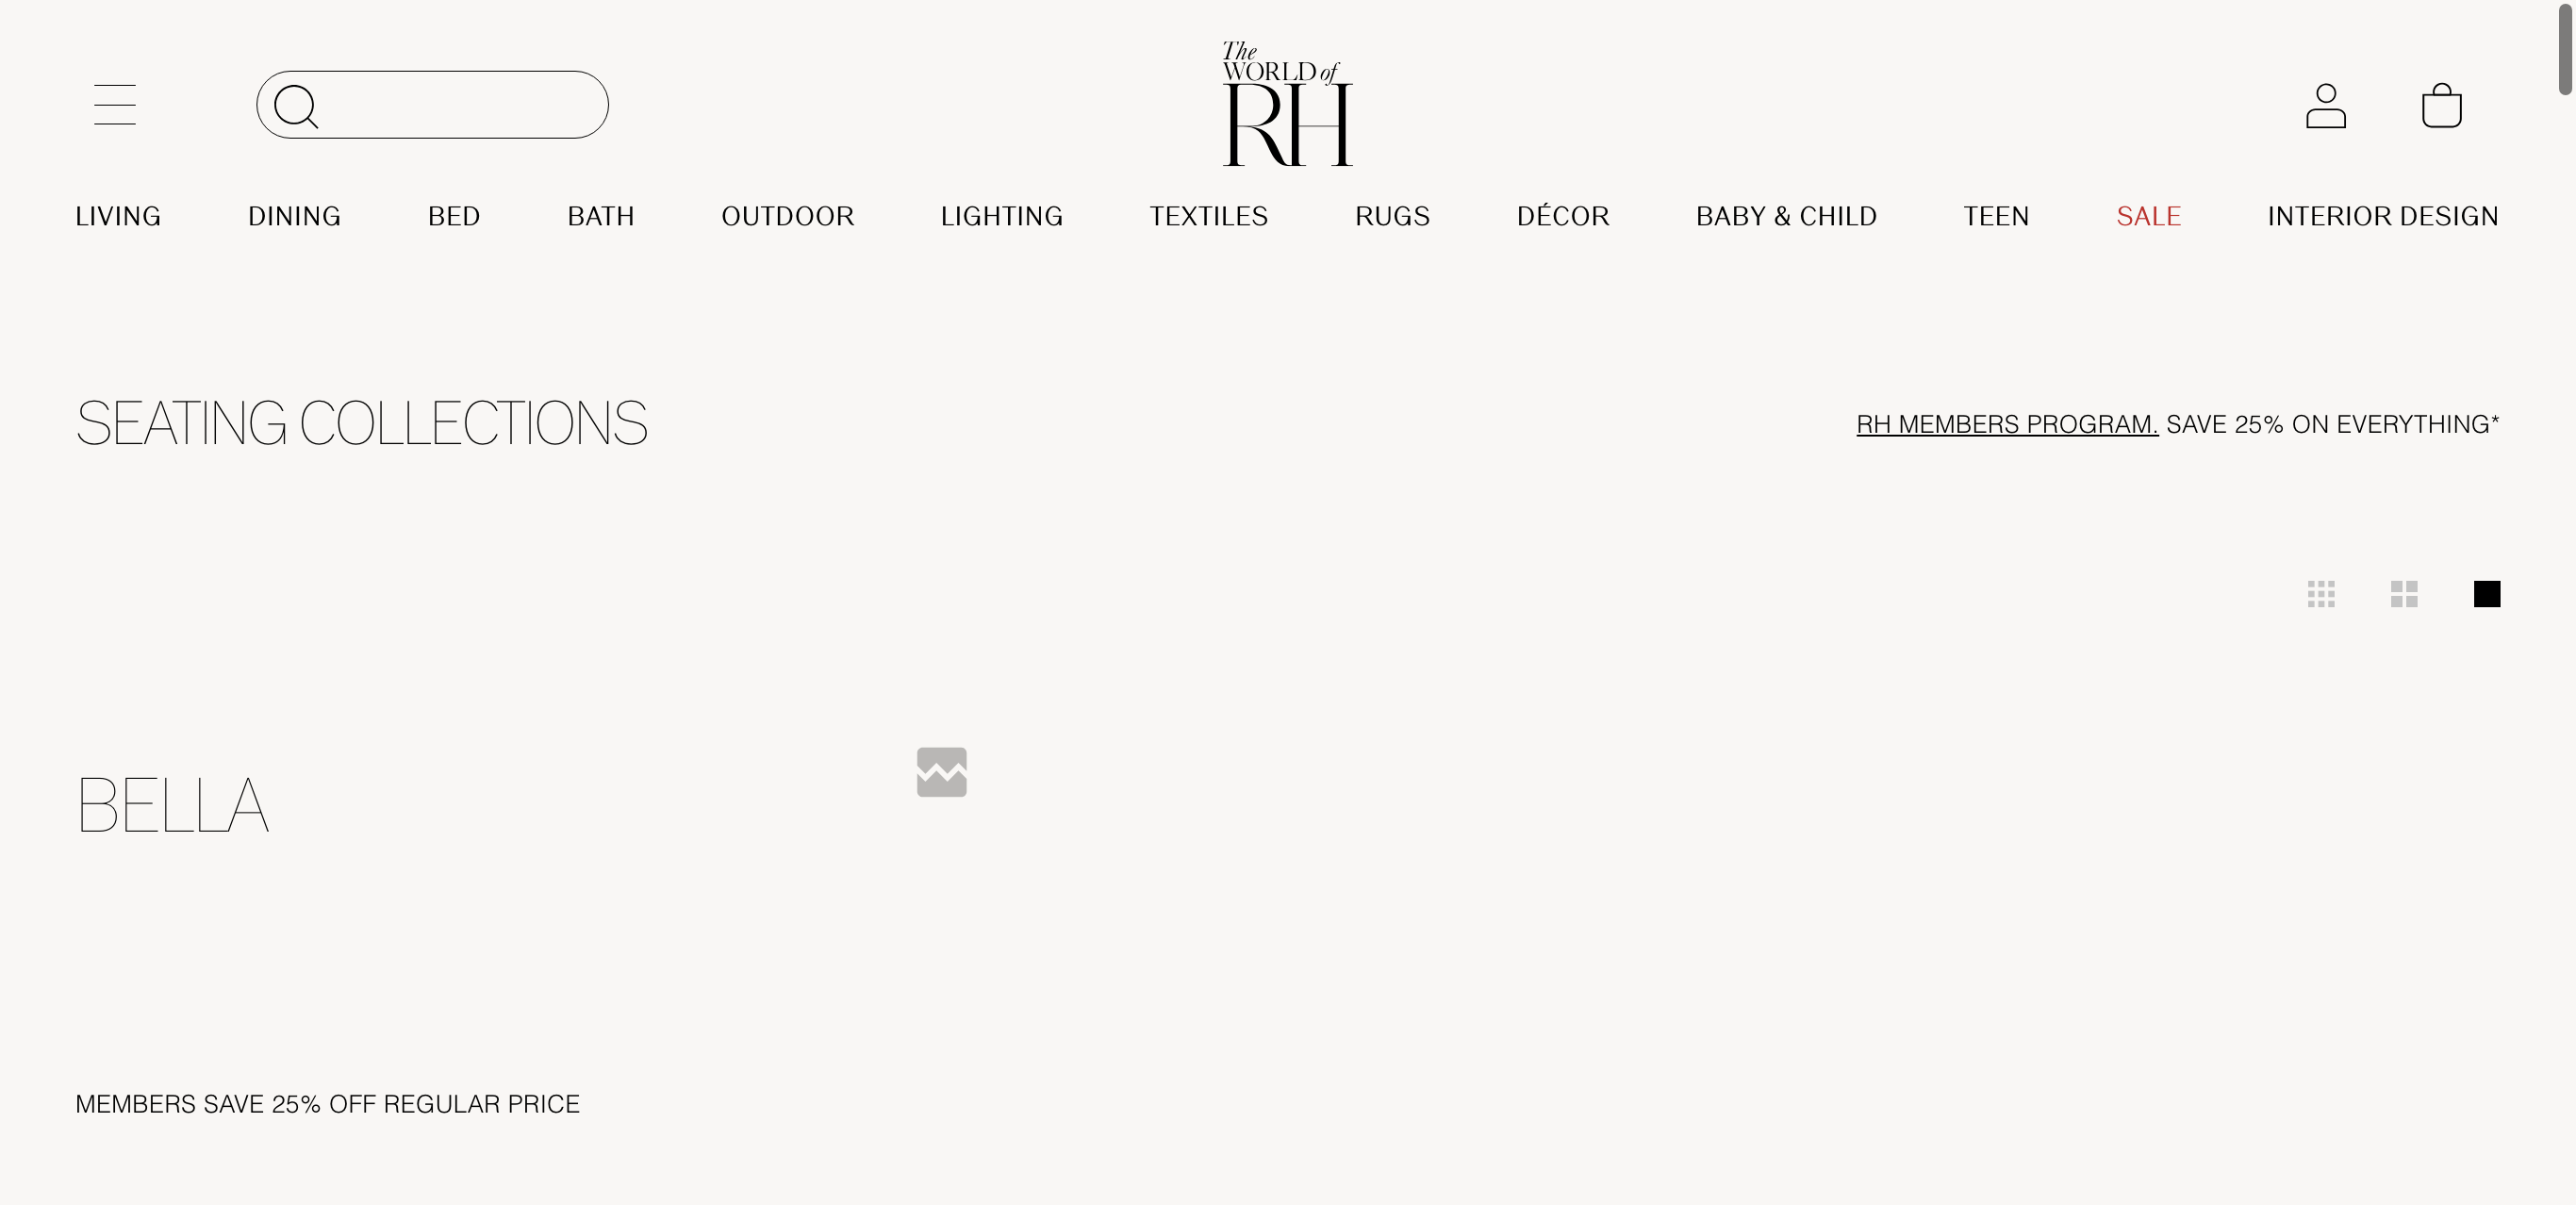 The
WORLD of
RH
LIVING DINING BED BATH OUTDOOR LIGHTING TEXTILES RUGS DÉCOR BABY & CHILD TEEN SALE INTERIOR DESIGN
SEATING COLLECTIONS
RH MEMBERS PROGRAM. SAVE 25% ON EVERYTHING*
BELLA
MEMBERS SAVE 25% OFF REGULAR PRICE